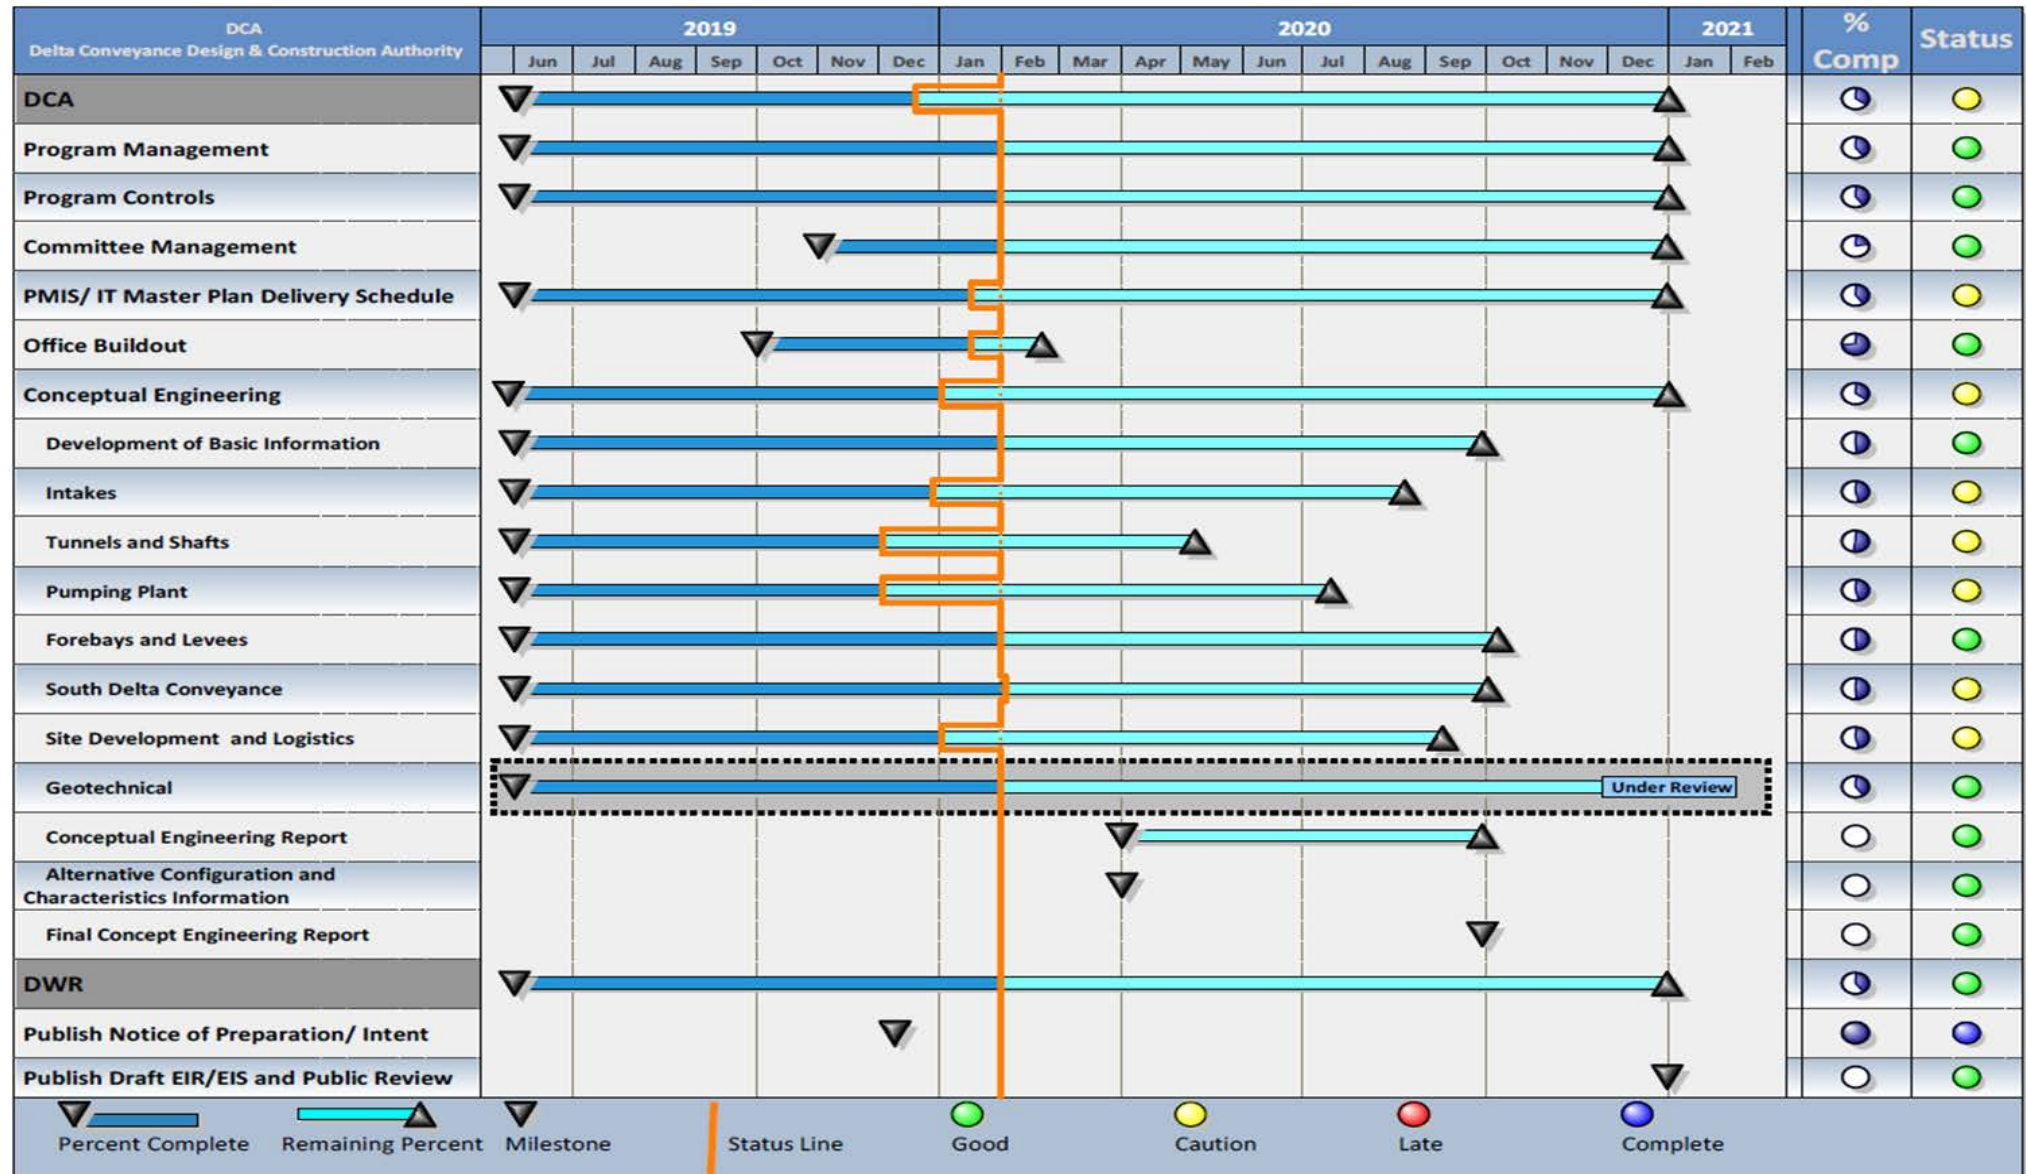 DCA
Delta Conveyance Design & Construction Authority
2019
2020
2021
%
Comp
Status
Jun Jul Aug Sep Oct Nov Dec Jan Feb Mar Apr May Jun Jul Aug Sep Oct Nov Dec Jan Feb
DCA
Program Management
Program Controls
Committee Management
PMIS/ IT Master Plan Delivery Schedule
Office Buildout
Conceptual Engineering
Development of Basic Information
Intakes
Tunnels and Shafts
Pumping Plant
Forebays and Levees
South Delta Conveyance
Site Development and Logistics
Geotechnical
Under Review
Conceptual Engineering Report
Alternative Configuration and
Characteristics Information
Final Concept Engineering Report
DWR
Publish Notice of Preparation/ Intent
Publish Draft EIR/EIS and Public Review
Percent Complete Remaining Percent Milestone Status Line Good Caution Late Complete